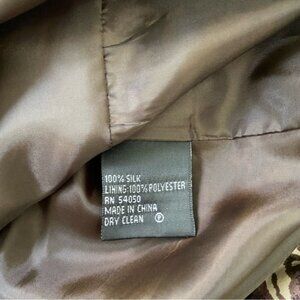 100% SILK
LINING:100%POLYESTER
RN 54050
MADE IN CHINA
DRY CLEAN Ⓟ